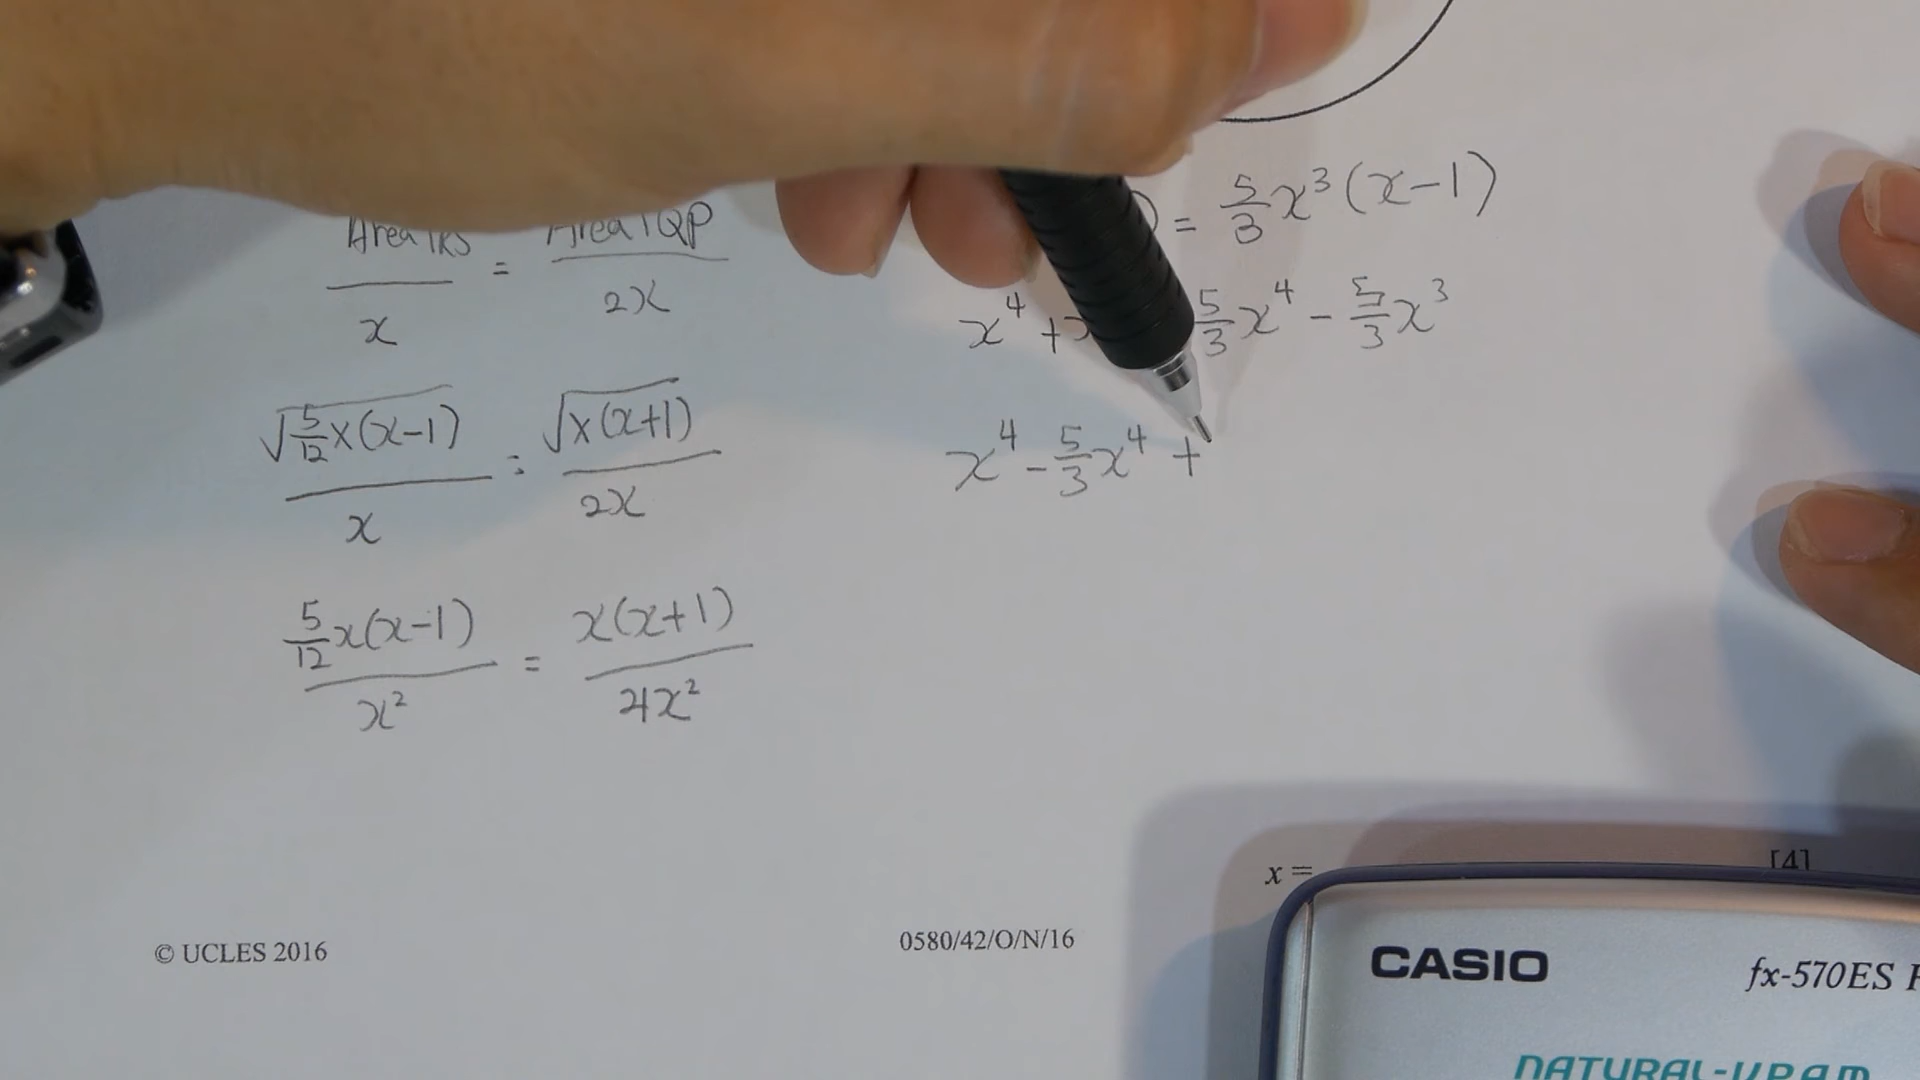 Area TRS / x = Area TQP / 2x
√(5/12 x(x-1)) / x = √(x(x+1)) / 2x
5/12 x(x-1) / x² = x(x+1) / 4x²
) = 5/3 x³(x-1)
x⁴ + 5/3 x⁴ - 5/3 x³
x⁴ - 5/3 x⁴ +
x = [4]
© UCLES 2016
0580/42/O/N/16
CASIO
fx-570ES
NATURAL-V.P.A.M.